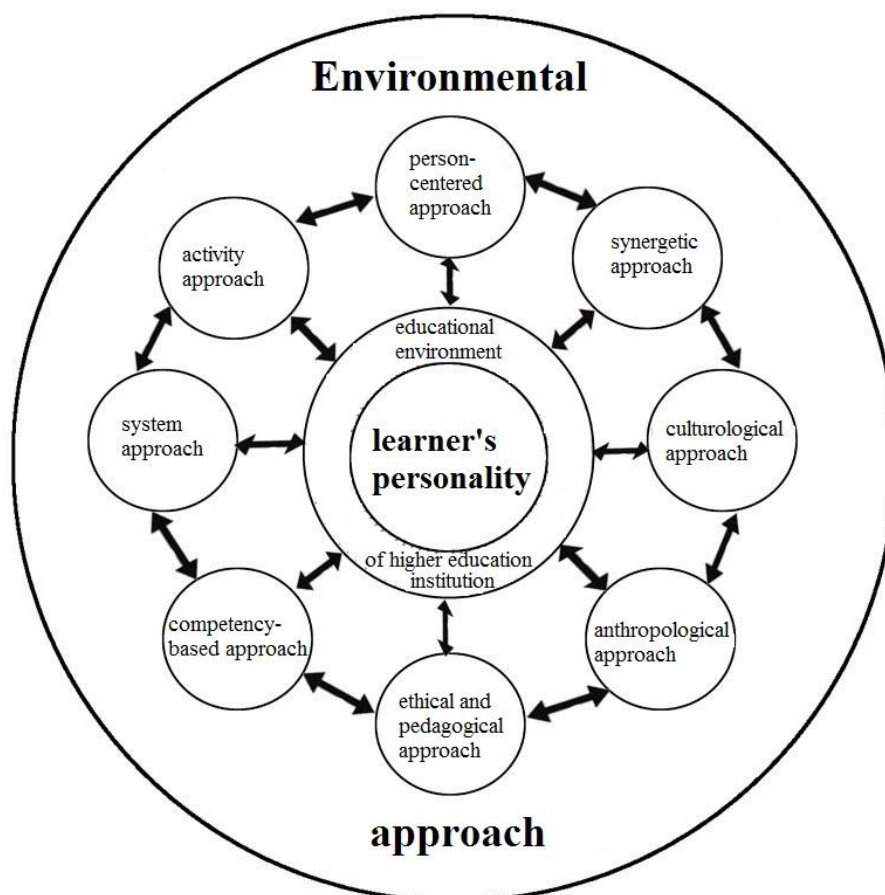 Environmental
person-
centered
approach
activity
approach
synergetic
approach
educational
environment
system
approach
learner's
personality
culturological
approach
of higher education
institution
competency-
based approach
anthropological
approach
ethical and
pedagogical
approach
approach